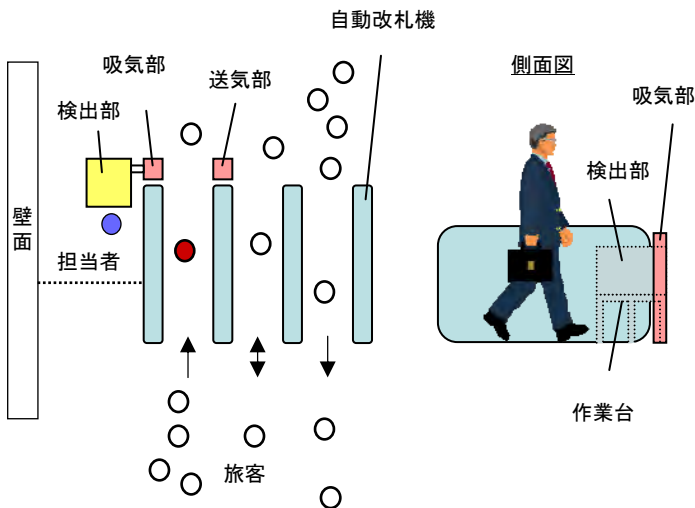 自動改札機
吸気部
送気部
検出部
壁面
担当者
旅客
側面図
吸気部
検出部
作業台